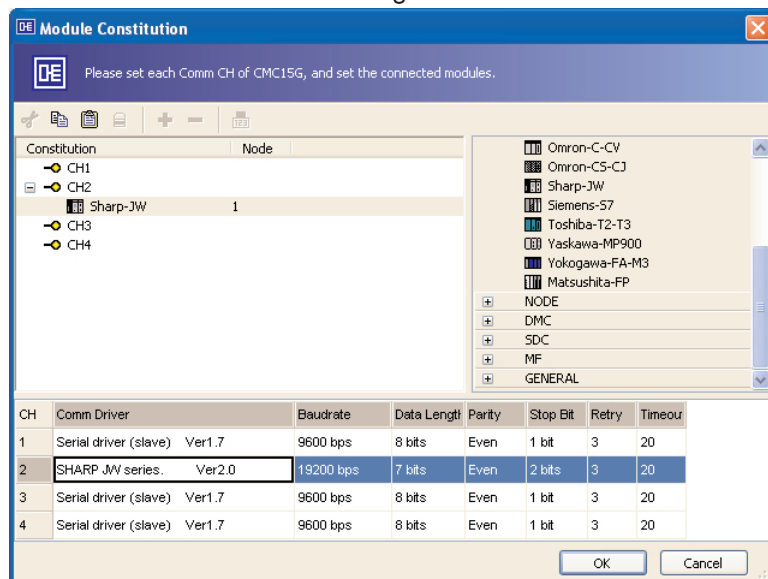 DE Module Constitution
DE Please set each Comm CH of CMC15G, and set the connected modules.
123
Constitution Node
CH1
CH2
Sharp-JW 1
CH3
CH4
Omron-C-CV
Omron-CS-CJ
Sharp-JW
Siemens-S7
Toshiba-T2-T3
Yaskawa-MP900
Yokogawa-FA-M3
Matsushita-FP
NODE
DMC
SDC
MF
GENERAL
CH Comm Driver Baudrate Data Length Parity Stop Bit Retry Timeou
1 Serial driver (slave) Ver1.7 9600 bps 8 bits Even 1 bit 3 20
2 SHARP JW series. Ver2.0 19200 bps 7 bits Even 2 bits 3 20
3 Serial driver (slave) Ver1.7 9600 bps 8 bits Even 1 bit 3 20
4 Serial driver (slave) Ver1.7 9600 bps 8 bits Even 1 bit 3 20
OK Cancel